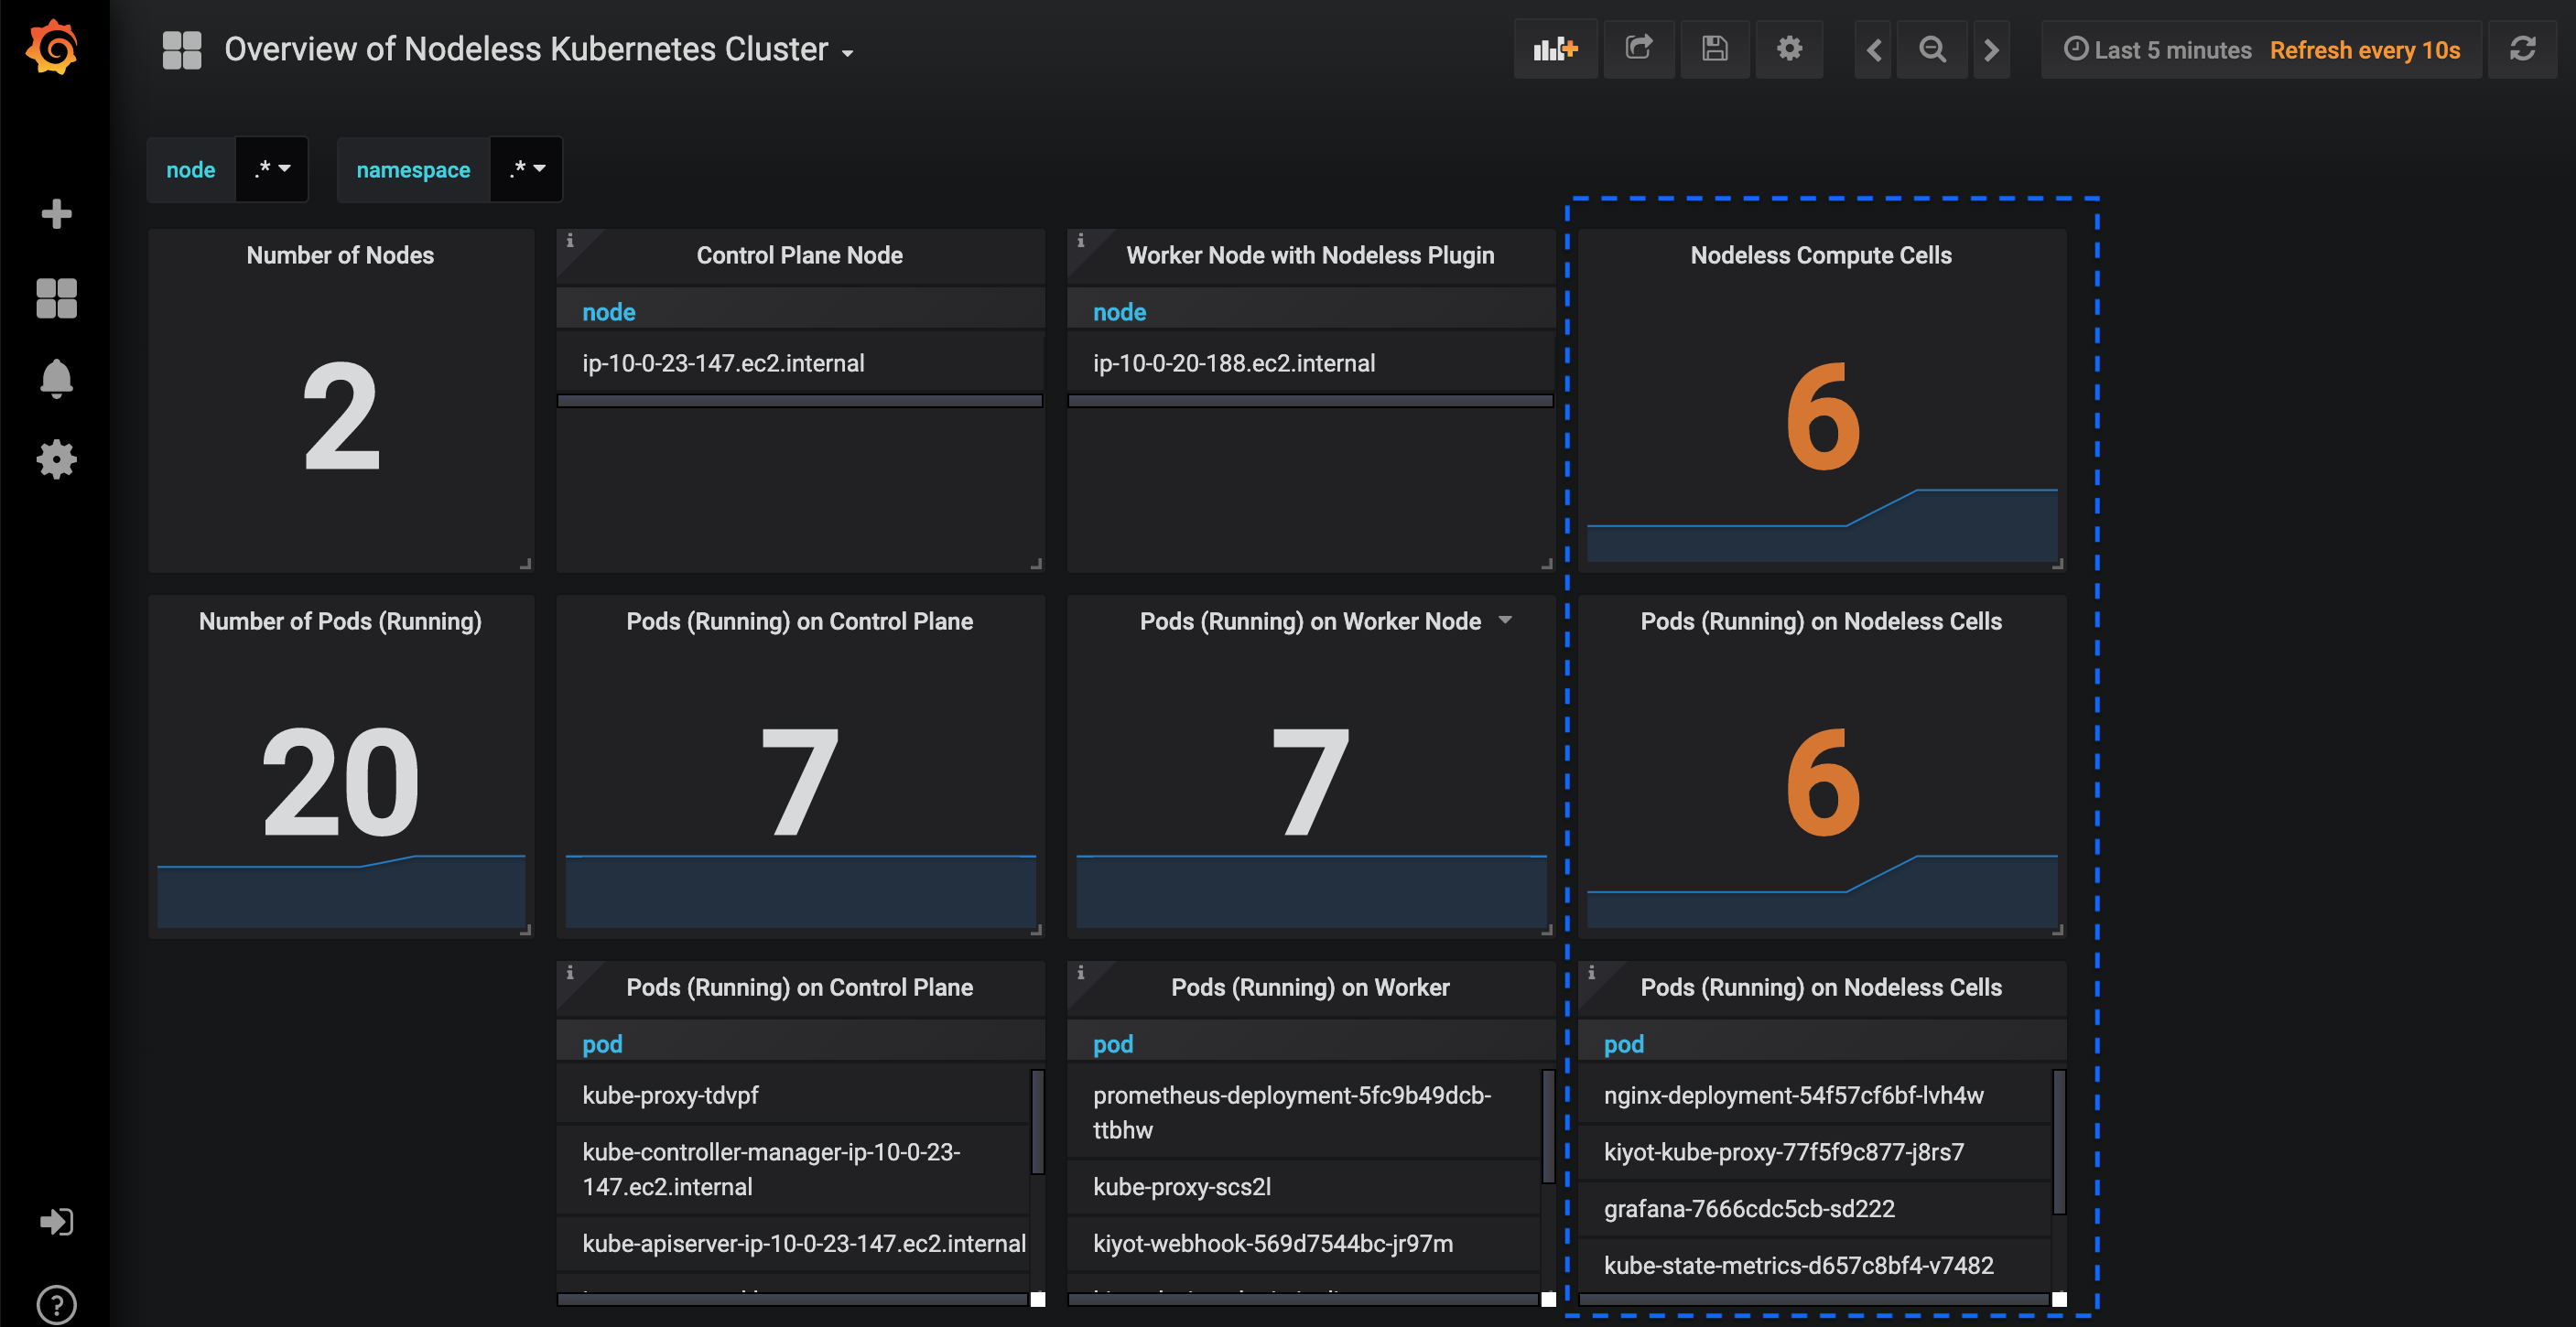 Overview of Nodeless Kubernetes Cluster
Last 5 minutes Refresh every 10s
node .* namespace .*
Number of Nodes
2
Control Plane Node
node
ip-10-0-23-147.ec2.internal
Worker Node with Nodeless Plugin
node
ip-10-0-20-188.ec2.internal
Nodeless Compute Cells
6
Number of Pods (Running)
20
Pods (Running) on Control Plane
7
Pods (Running) on Worker Node
7
Pods (Running) on Nodeless Cells
6
Pods (Running) on Control Plane
pod
kube-proxy-tdvpf
kube-controller-manager-ip-10-0-23-
147.ec2.internal
kube-apiserver-ip-10-0-23-147.ec2.internal
Pods (Running) on Worker
pod
prometheus-deployment-5fc9b49dcb-
ttbhw
kube-proxy-scs2l
kiyot-webhook-569d7544bc-jr97m
Pods (Running) on Nodeless Cells
pod
nginx-deployment-54f57cf6bf-lvh4w
kiyot-kube-proxy-77f5f9c877-j8rs7
grafana-7666cdc5cb-sd222
kube-state-metrics-d657c8bf4-v7482